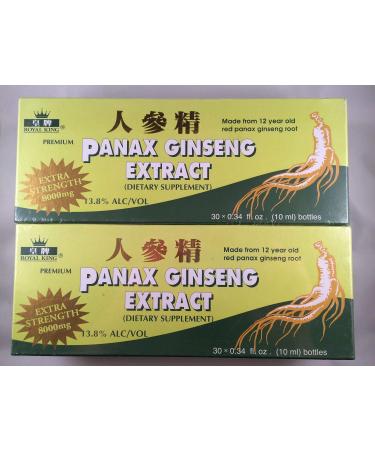 皇牌
ROYAL KING®
PREMIUM
人參精
PANAX GINSENG
EXTRACT
(DIETARY SUPPLEMENT)
Made from 12 year old
red panax ginseng root
EXTRA
STRENGTH
8000mg
13.8% ALC/VOL
30 × 0.34 fl. oz. (10 ml) bottles
皇牌
ROYAL KING®
PREMIUM
人參精
PANAX GINSENG
EXTRACT
(DIETARY SUPPLEMENT)
Made from 12 year old
red panax ginseng root
EXTRA
STRENGTH
8000mg
13.8% ALC/VOL
30 × 0.34 fl. oz. (10 ml) bottles